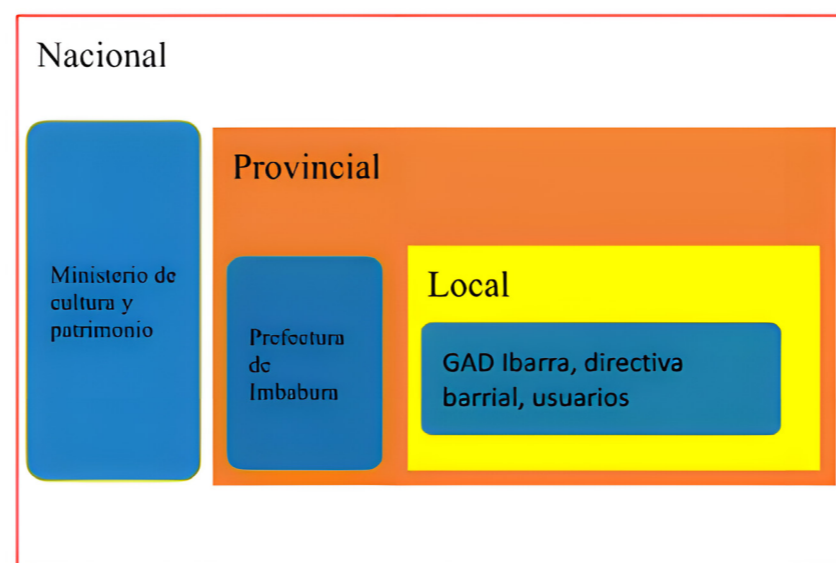 Nacional
Ministerio de
cultura y
patrimonio
Provincial
Prefectura
de
Imbabura
Local
GAD Ibarra, directiva
barrial, usuarios